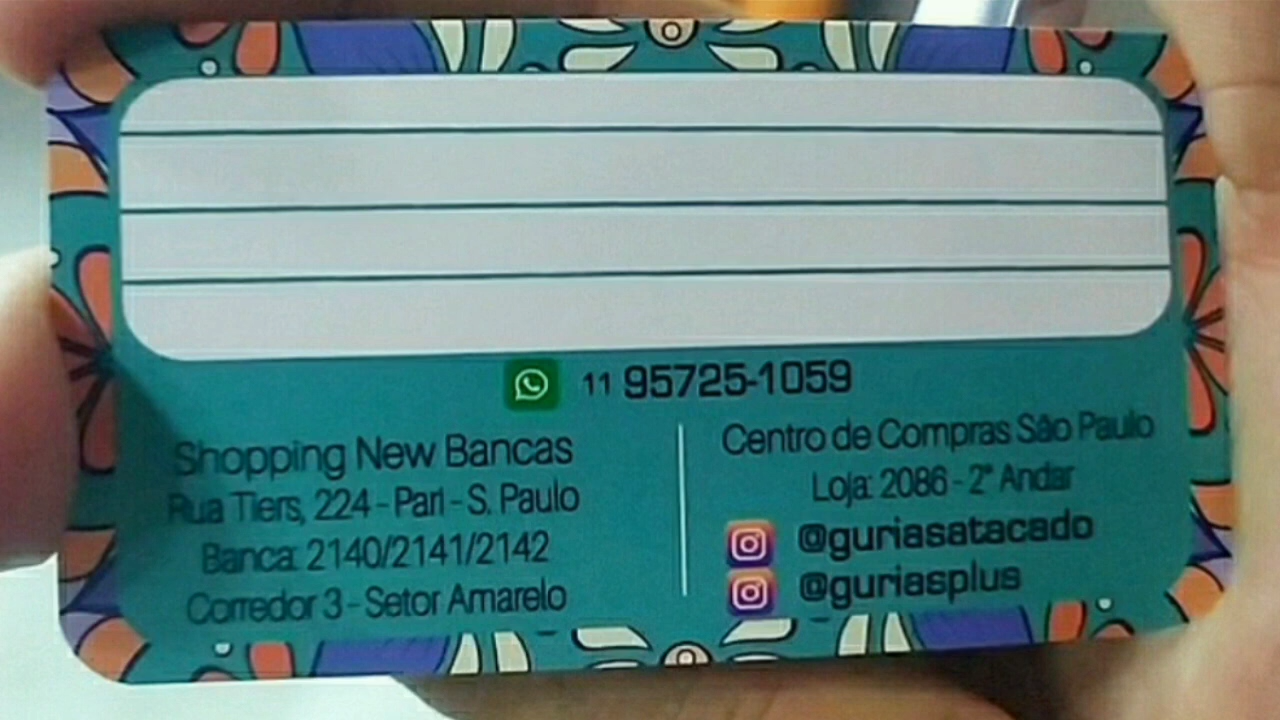 11 95725-1059
Shopping New Bancas
Rua Tiers, 224 - Pari - S. Paulo
Banca: 2140/2141/2142
Corredor 3 - Setor Amarelo
Centro de Compras São Paulo
Loja: 2086 - 2° Andar
@guriasatacado
@guriasplus